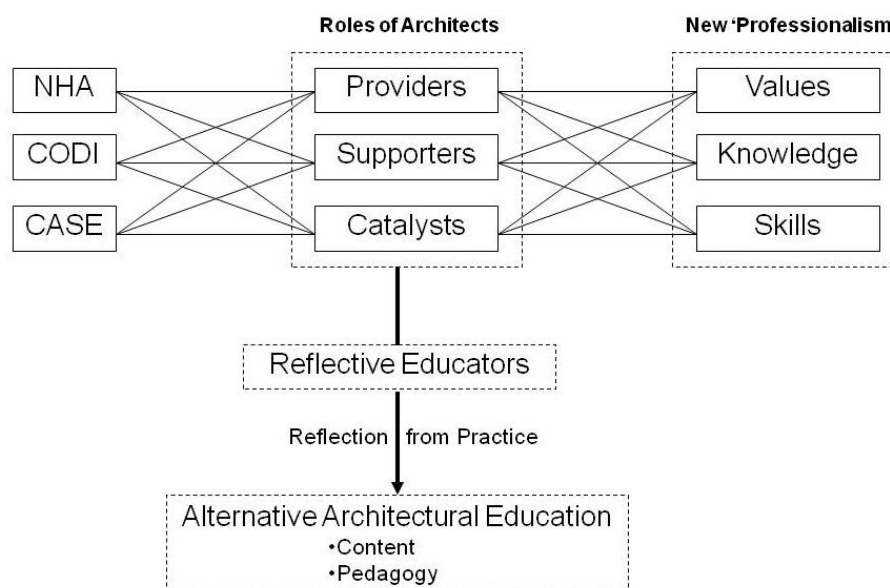 Roles of Architects New ‘Professionalism
NHA Providers Values
CODI Supporters Knowledge
CASE Catalysts Skills
Reflective Educators
Reflection from Practice
Alternative Architectural Education
•Content
•Pedagogy